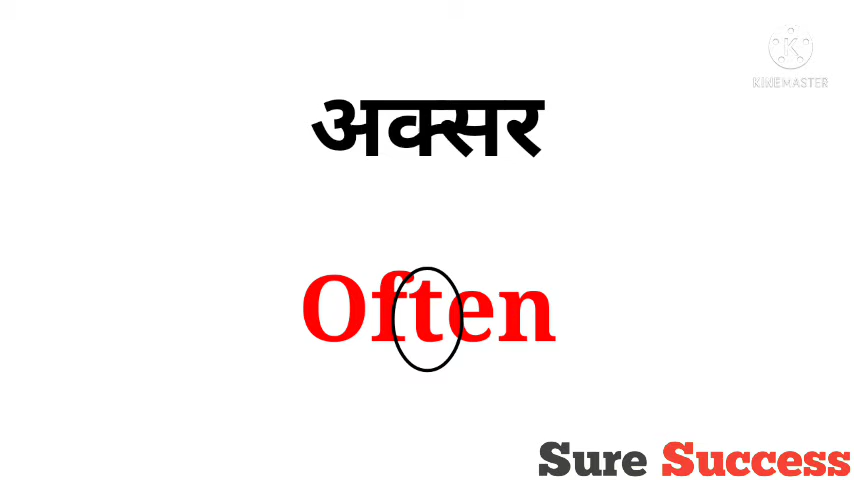 KINEMASTER
अक्सर
Often
Sure Success